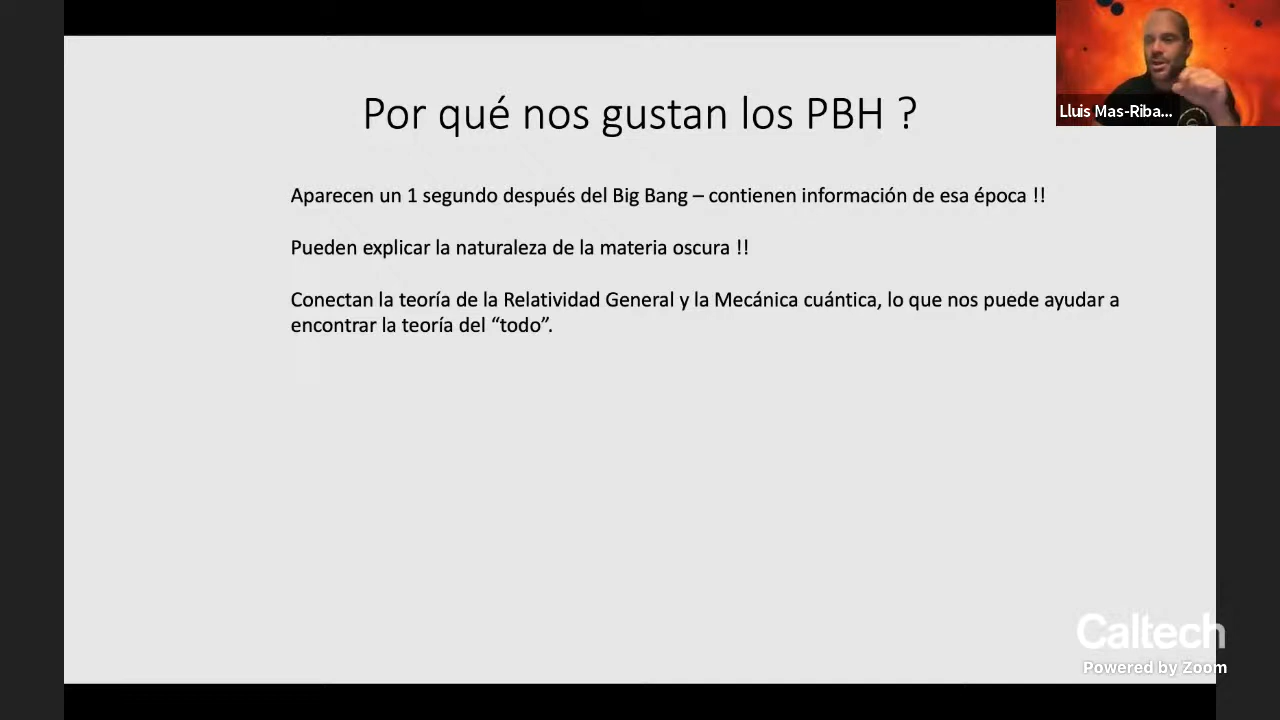 Por qué nos gustan los PBH ?
Lluis Mas-Riba...
Aparecen un 1 segundo después del Big Bang – contienen información de esa época !!
Pueden explicar la naturaleza de la materia oscura !!
Conectan la teoría de la Relatividad General y la Mecánica cuántica, lo que nos puede ayudar a
encontrar la teoría del “todo”.
Caltech
Powered by Zoom